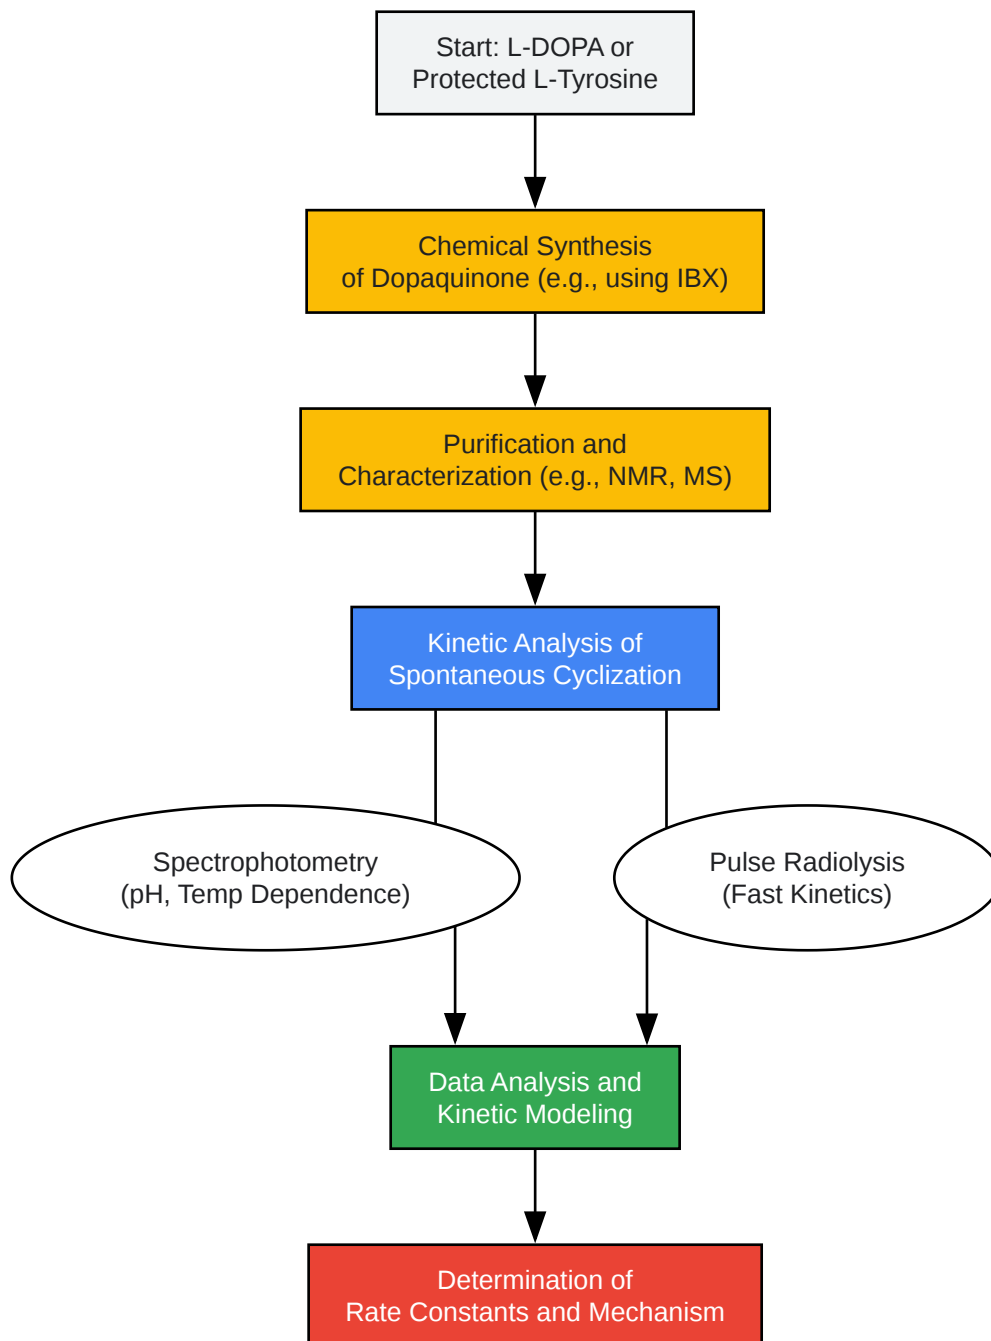 Start: L-DOPA or
Protected L-Tyrosine
Chemical Synthesis
of Dopaquinone (e.g., using IBX)
Purification and
Characterization (e.g., NMR, MS)
Kinetic Analysis of
Spontaneous Cyclization
Spectrophotometry
(pH, Temp Dependence)
Pulse Radiolysis
(Fast Kinetics)
Data Analysis and
Kinetic Modeling
Determination of
Rate Constants and Mechanism